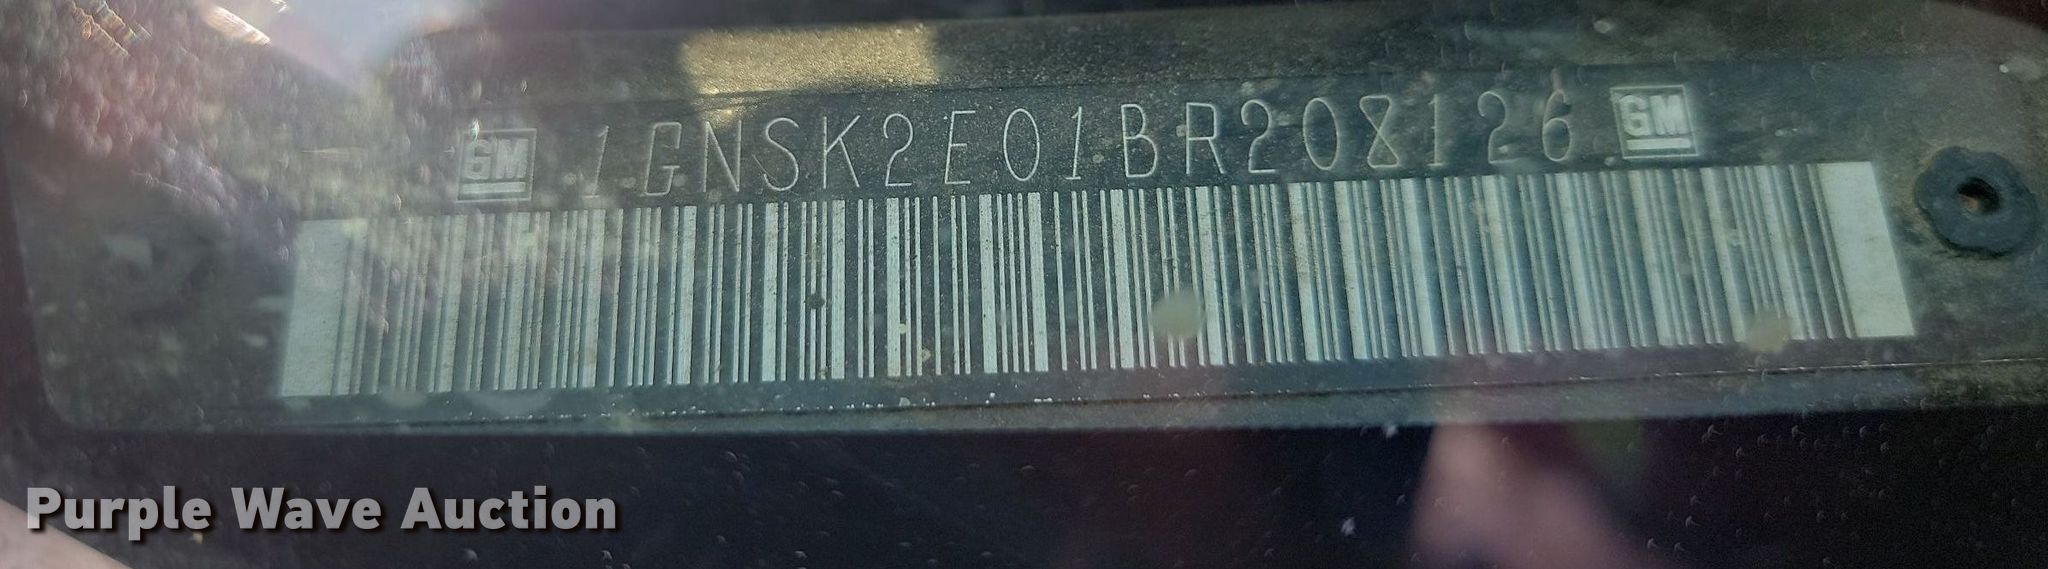 GM 1GNSK2E01BR208126 GM
Purple Wave Auction